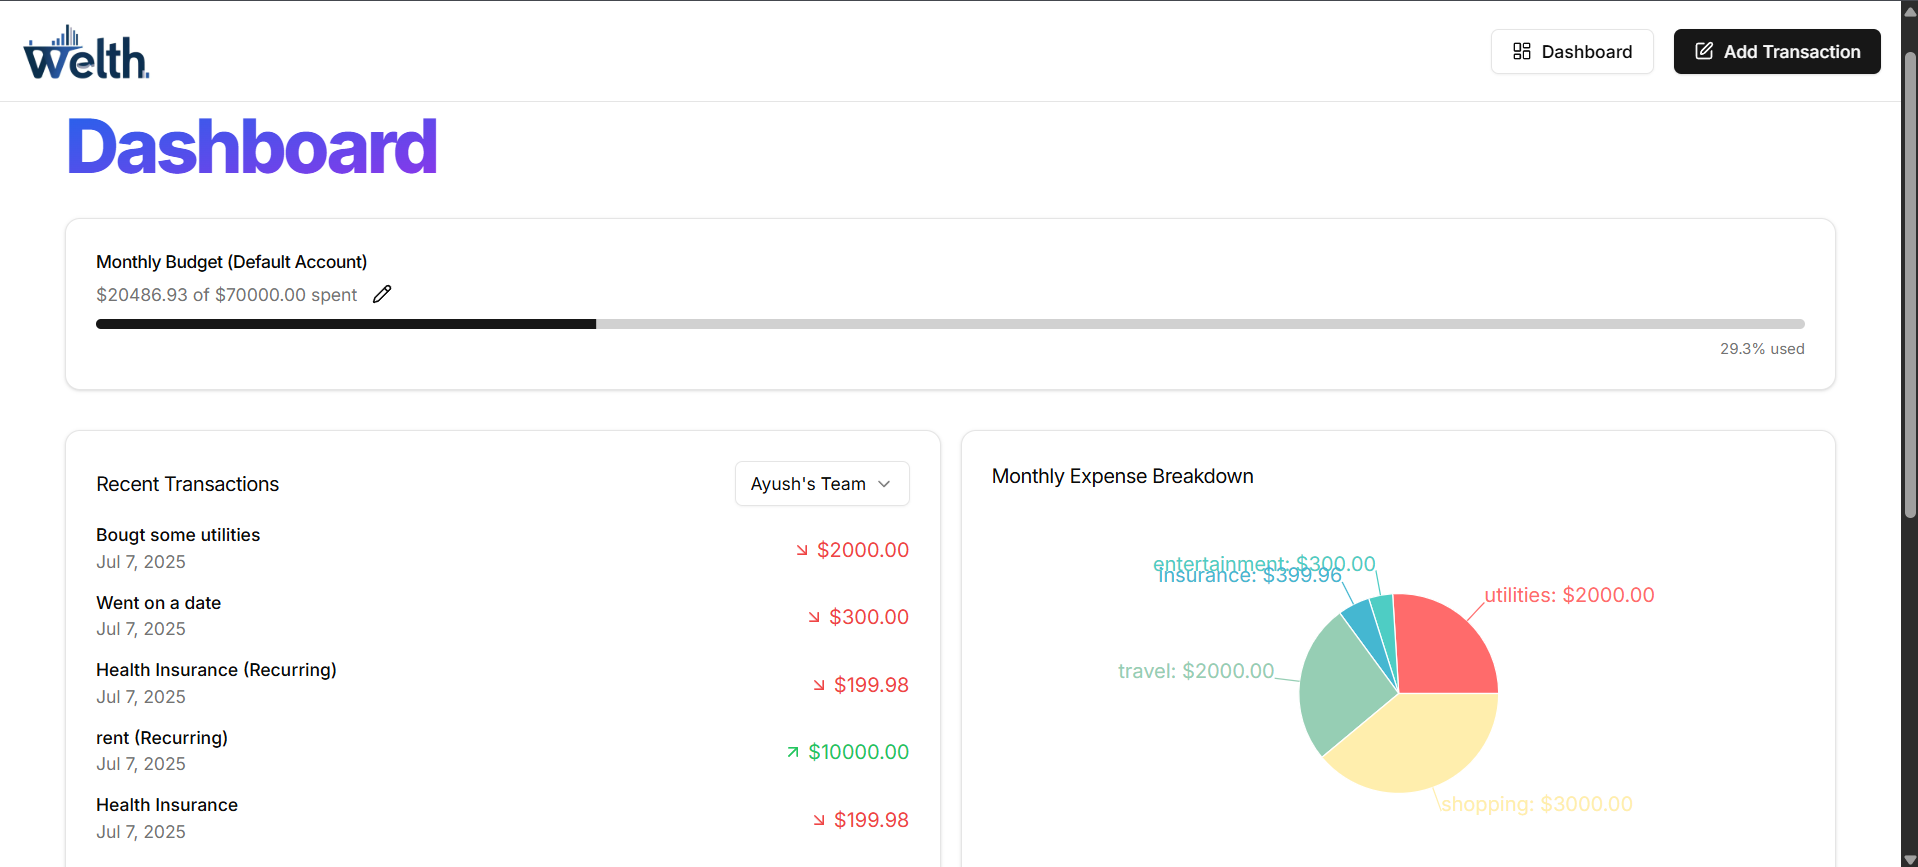 Welth.
Dashboard
Add Transaction
Dashboard
Monthly Budget (Default Account)
$20486.93 of $70000.00 spent
29.3% used
Recent Transactions
Ayush's Team
Bougt some utilities
Jul 7, 2025
$2000.00
Went on a date
Jul 7, 2025
$300.00
Health Insurance (Recurring)
Jul 7, 2025
$199.98
rent (Recurring)
Jul 7, 2025
$10000.00
Health Insurance
Jul 7, 2025
$199.98
Monthly Expense Breakdown
entertainment: $300.00
Insurance: $399.96
utilities: $2000.00
travel: $2000.00
shopping: $3000.00